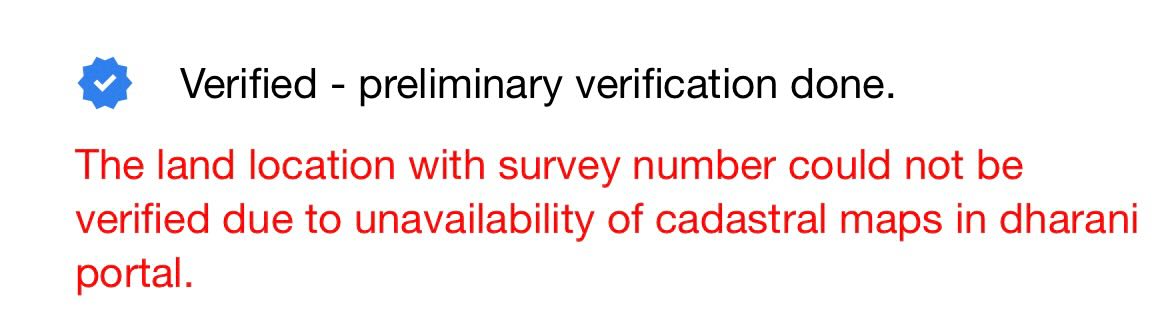 Verified - preliminary verification done.
The land location with survey number could not be
verified due to unavailability of cadastral maps in dharani
portal.